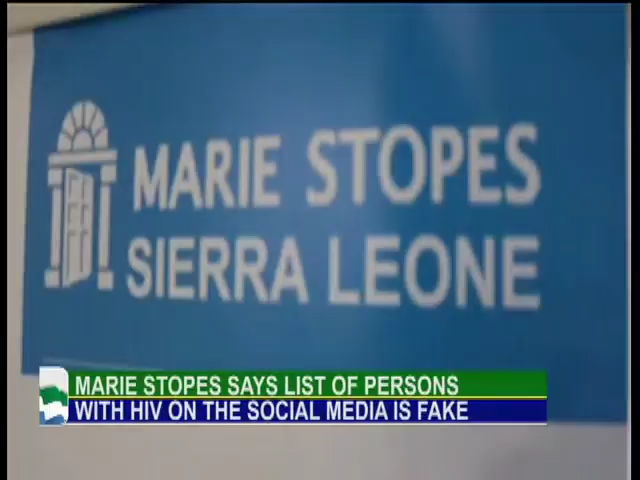 MARIE STOPES
SIERRA LEONE
MARIE STOPES SAYS LIST OF PERSONS
WITH HIV ON THE SOCIAL MEDIA IS FAKE